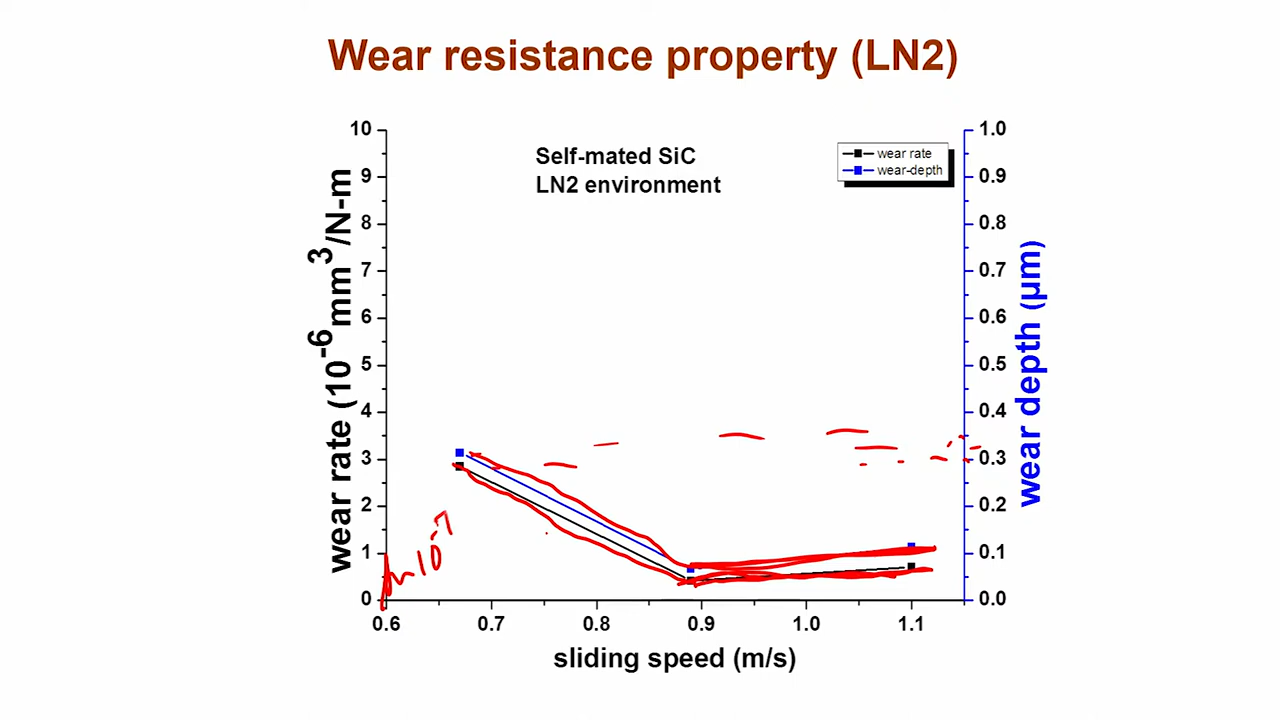 Wear resistance property (LN2)
Self-mated SiC
LN2 environment
wear rate
wear-depth
wear rate (10⁻⁶mm³/N-m
10
9
8
7
6
5
4
3
2
1
0
1.0
0.9
0.8
0.7
0.6
0.5
0.4
0.3
0.2
0.1
0.0
wear depth (µm)
~10⁻⁷
0.6 0.7 0.8 0.9 1.0 1.1
sliding speed (m/s)